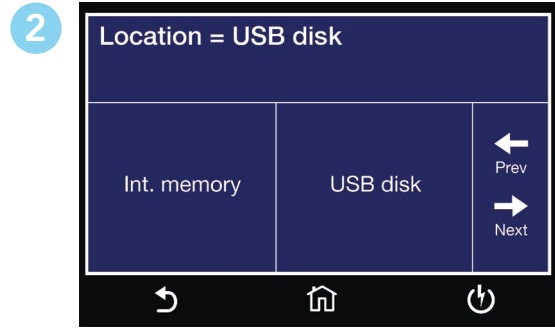 2
Location = USB disk
Int. memory
USB disk
Prev
Next